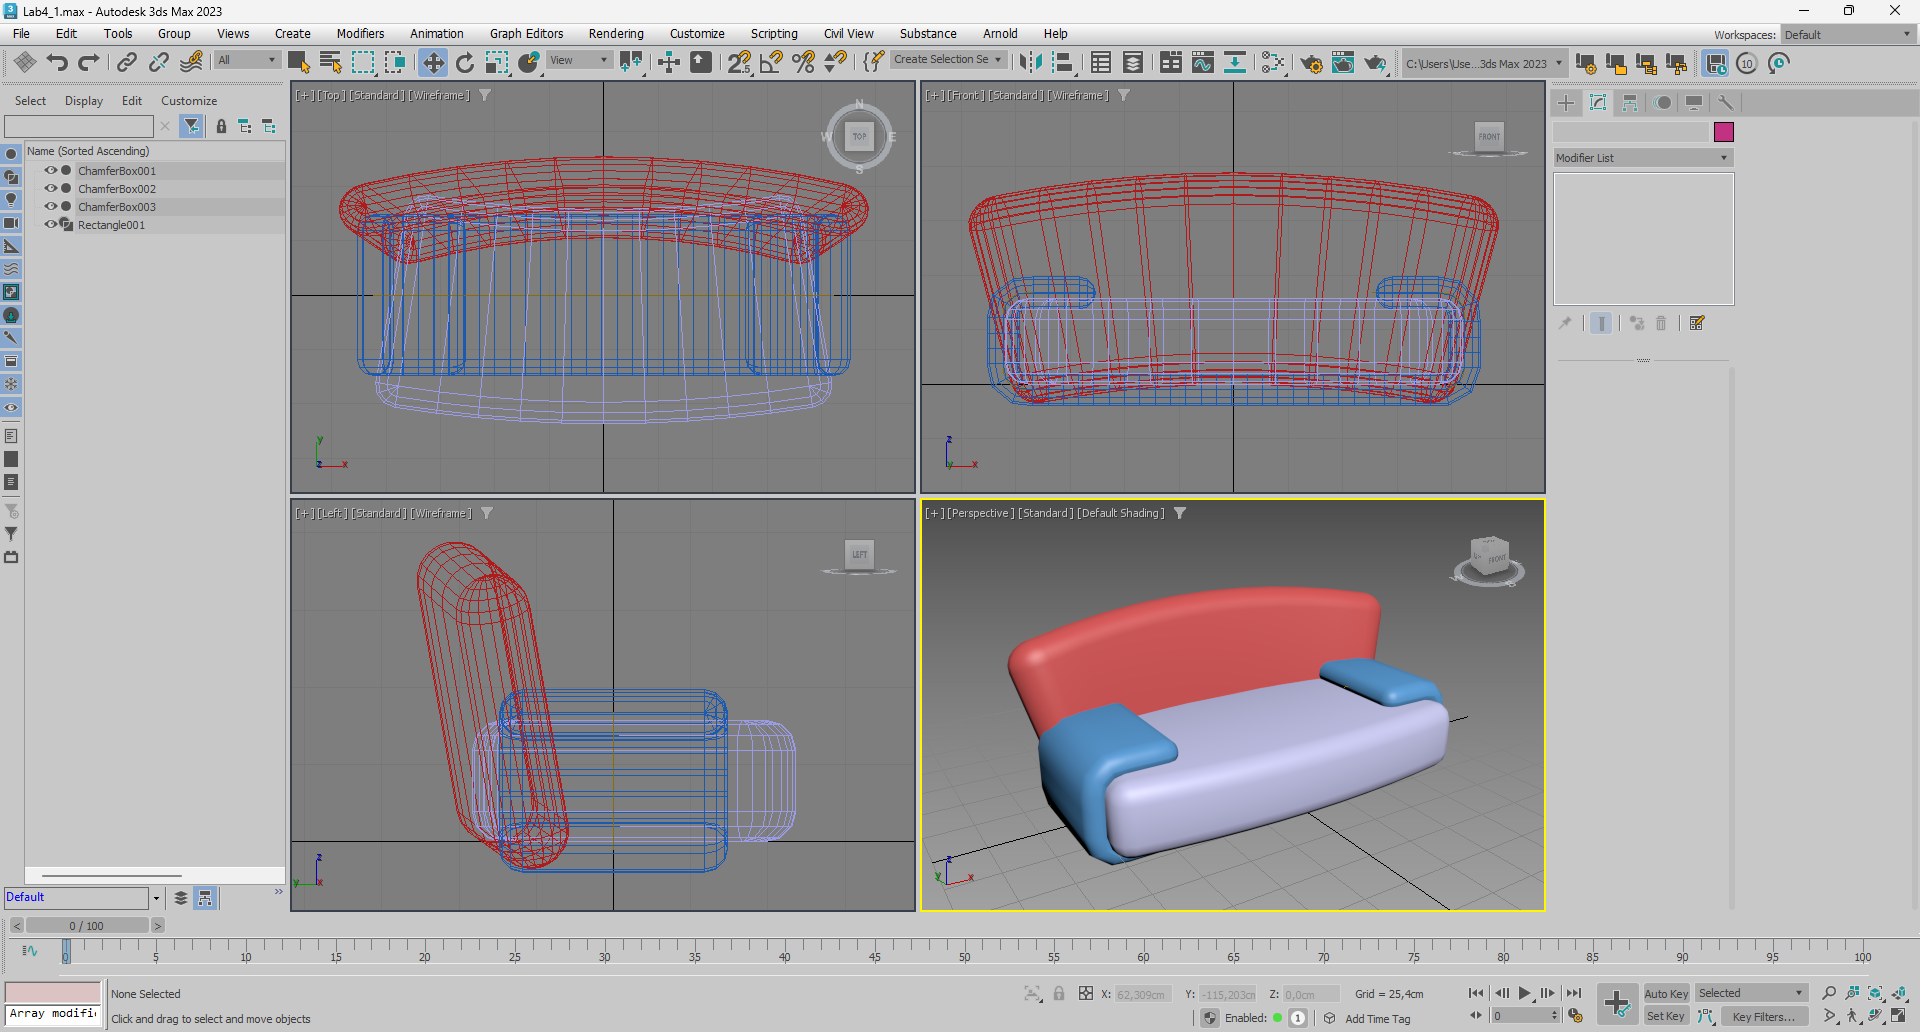 Lab4_1.max - Autodesk 3ds Max 2023
File Edit Tools Group Views Create Modifiers Animation Graph Editors Rendering Customize Scripting Civil View Substance Arnold Help
Workspaces: Default
All
View
Create Selection Se
C:\Users\Use...3ds Max 2023
10
Select Display Edit Customize
Name (Sorted Ascending)
ChamferBox001
ChamferBox002
ChamferBox003
Rectangle001
[+] [Top] [Standard] [Wireframe]
N
W TOP E
S
y
z x
[+] [Front] [Standard] [Wireframe]
FRONT
z
y x
[+] [Left] [Standard] [Wireframe]
LEFT
z
y x
[+] [Perspective] [Standard] [Default Shading]
FRONT
z
y x
Modifier List
Default
0 / 100
0 5 10 15 20 25 30 35 40 45 50 55 60 65 70 75 80 85 90 95 100
None Selected
X: 62,309cm Y: -115,203cm Z: 0,0cm Grid = 25,4cm
Auto Key Selected
Array modifi
Click and drag to select and move objects
Enabled: 1 Add Time Tag
0
Set Key Key Filters...